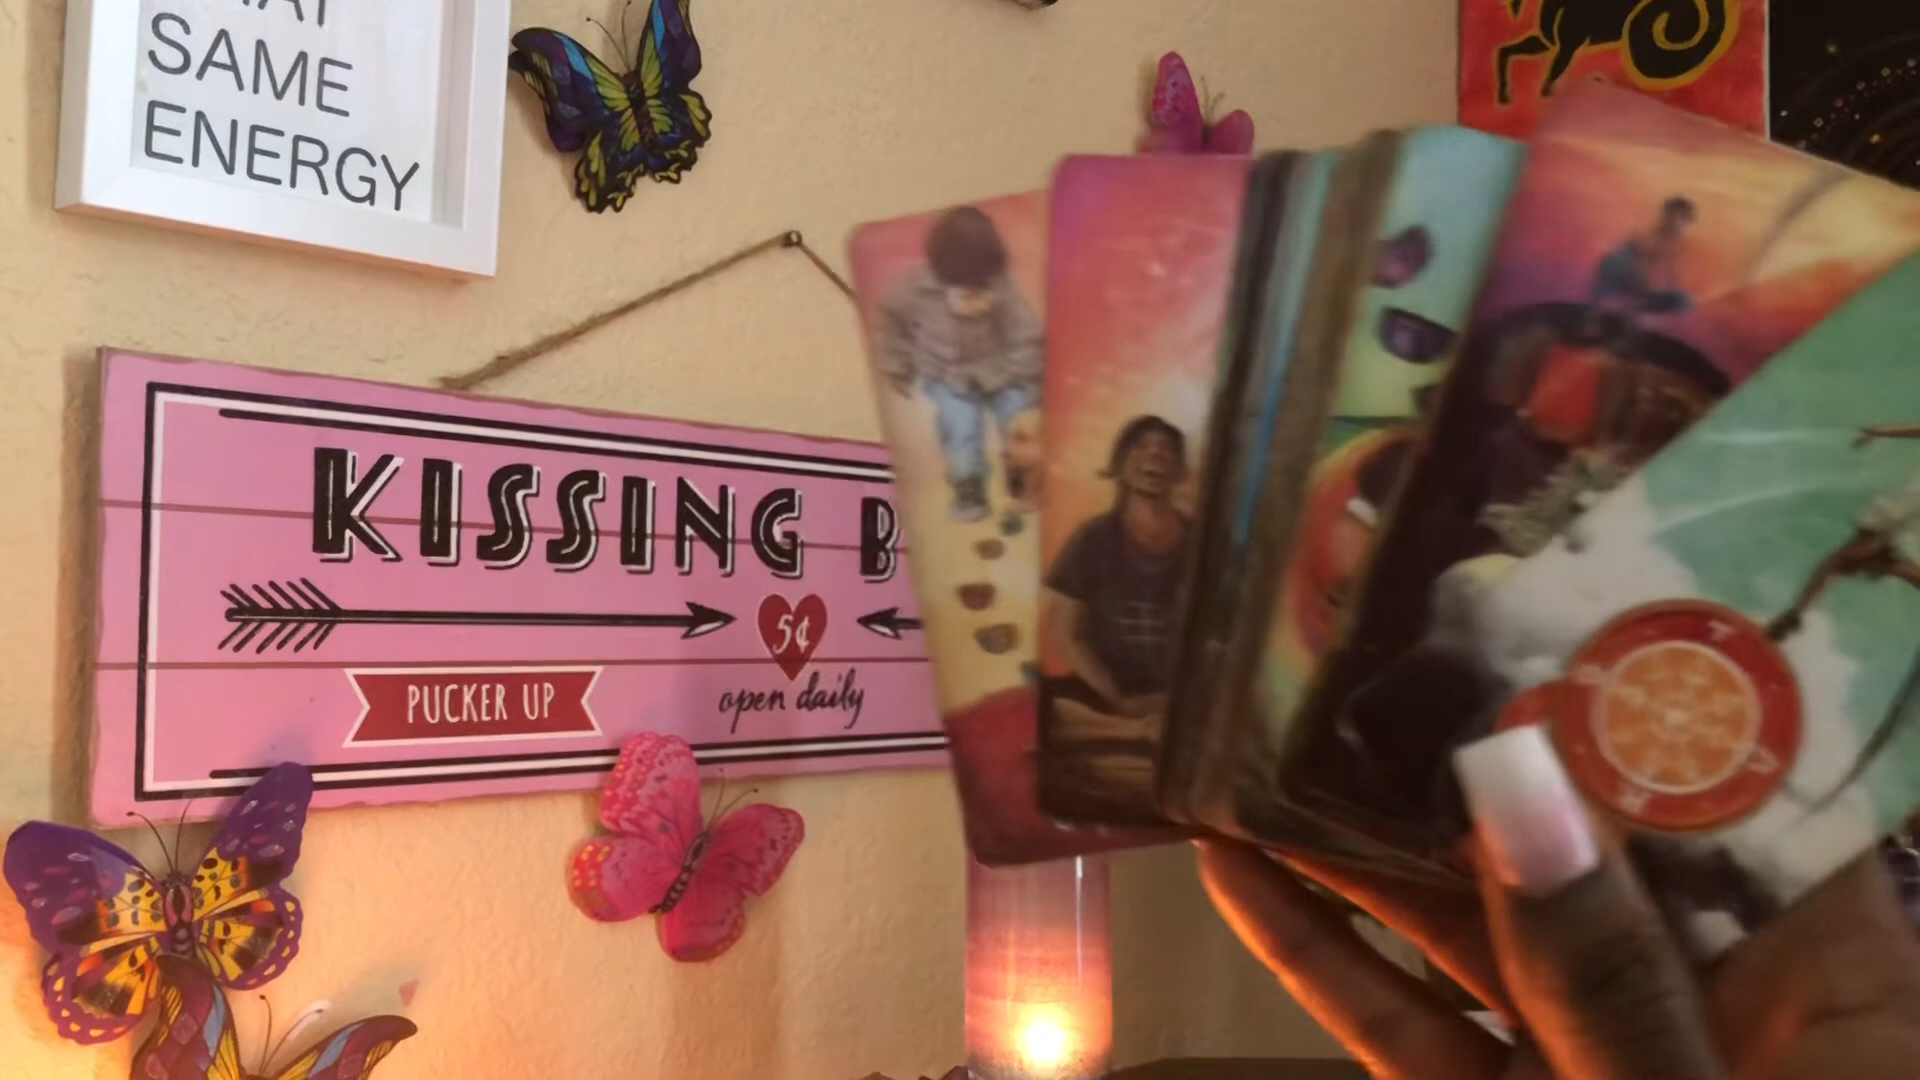 SAME
ENERGY
KISSING B
5¢
PUCKER UP
open daily